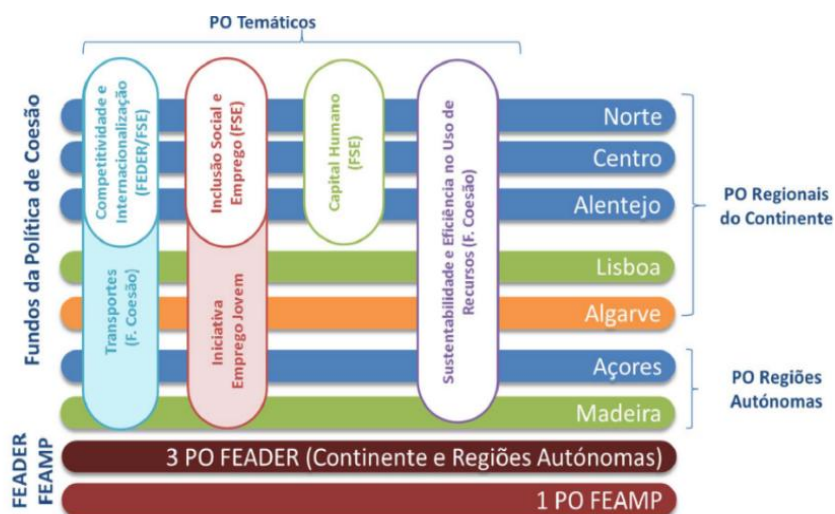 PO Temáticos
Fundos da Política de Coesão
Competitividade e
Internacionalização
(FEDER/FSE)
Transportes
(F. Coesão)
Inclusão Social e
Emprego (FSE)
Iniciativa
Emprego Jovem
Capital Humano
(FSE)
Sustentabilidade e Eficiência no Uso de
Recursos (F. Coesão)
Norte
Centro
Alentejo
Lisboa
Algarve
Açores
Madeira
PO Regionais
do Continente
PO Regiões
Autónomas
FEADER
FEAMP
3 PO FEADER (Continente e Regiões Autónomas)
1 PO FEAMP